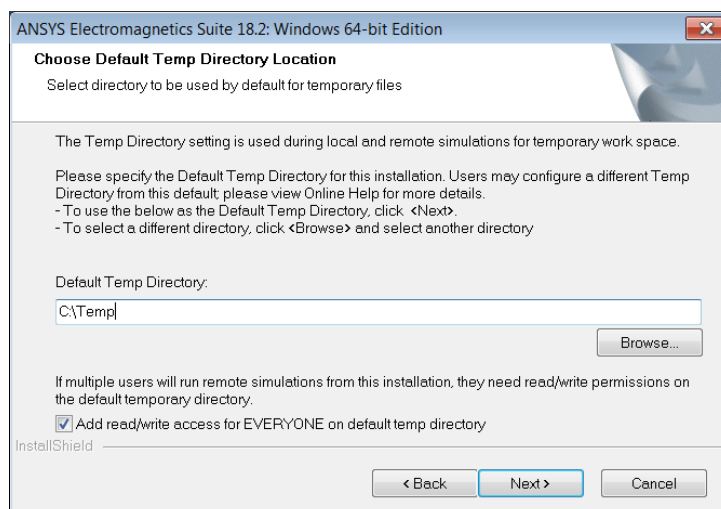 ANSYS Electromagnetics Suite 18.2: Windows 64-bit Edition
Choose Default Temp Directory Location
Select directory to be used by default for temporary files
The Temp Directory setting is used during local and remote simulations for temporary work space.
Please specify the Default Temp Directory for this installation. Users may configure a different Temp
Directory from this default; please view Online Help for more details.
- To use the below as the Default Temp Directory, click <Next>.
- To select a different directory, click <Browse> and select another directory
Default Temp Directory:
C:\Temp
Browse...
If multiple users will run remote simulations from this installation, they need read/write permissions on
the default temporary directory.
Add read/write access for EVERYONE on default temp directory
InstallShield
< Back
Next >
Cancel